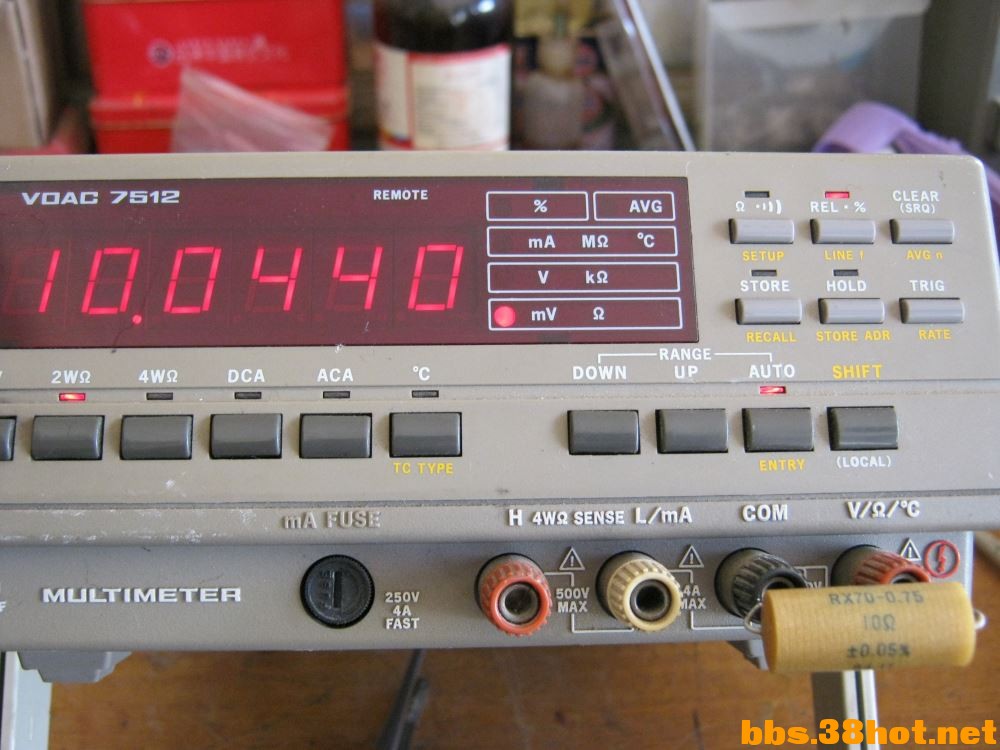 VOAC 7512
REMOTE
% AVG
mA MΩ °C
V kΩ
mV Ω
10.0440
Ω REL·% CLEAR
(SRQ)
SETUP LINE f AVG n
STORE HOLD TRIG
RECALL STORE ADR RATE
RANGE
2WΩ 4WΩ DCA ACA °C DOWN UP AUTO SHIFT
TC TYPE ENTRY (LOCAL)
mA FUSE H 4WΩ SENSE L/mA COM V/Ω/°C
MULTIMETER
250V
4A
FAST
500V
MAX
MAX
RX70-0.75
10Ω
±0.05%
bbs.38hot.net